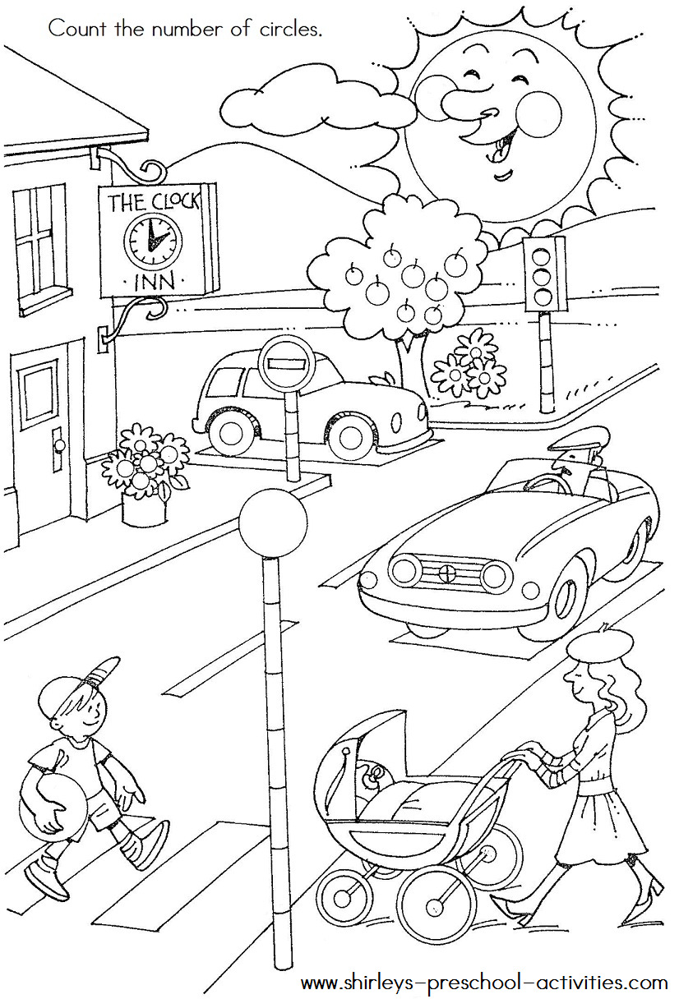 Count the number of circles.
THE CLOCK
· INN ·
www.shirleys-preschool-activities.com